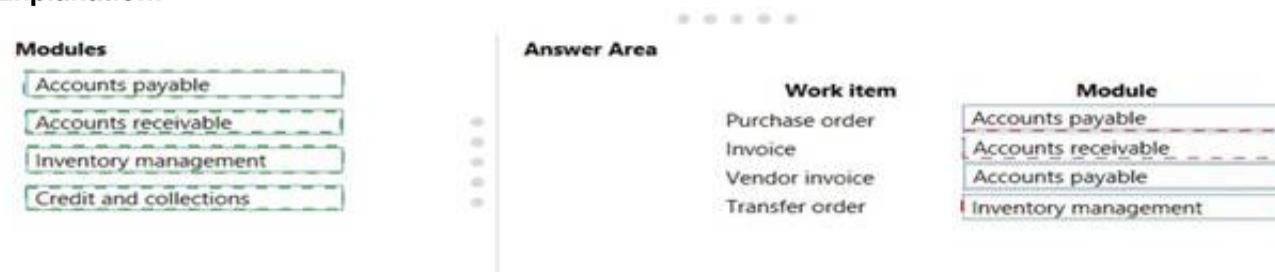 Modules
Accounts payable
Accounts receivable
Inventory management
Credit and collections
Answer Area
Work item Module
Purchase order Accounts payable
Invoice Accounts receivable
Vendor invoice Accounts payable
Transfer order Inventory management